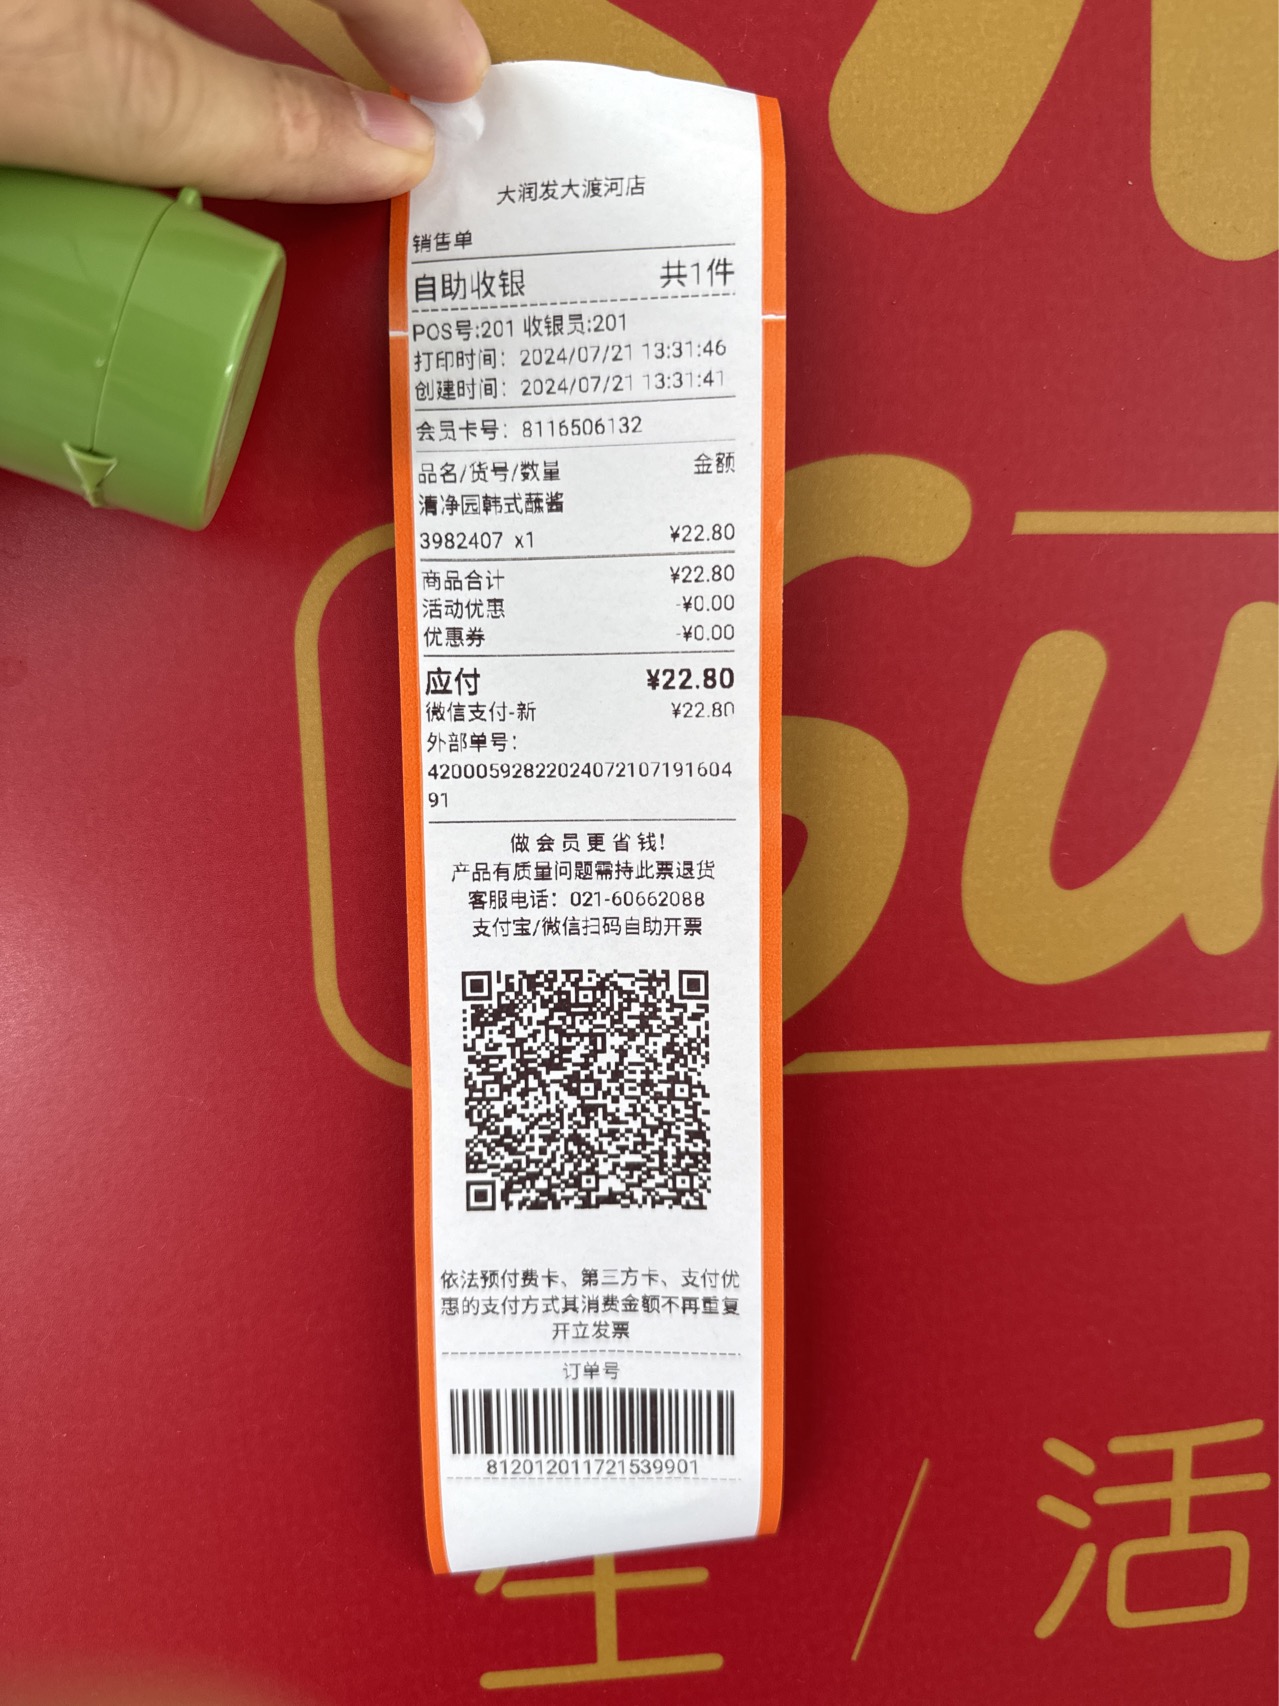 大润发大渡河店
销售单
自助收银 共1件
POS号:201 收银员:201
打印时间：2024/07/21 13:31:46
创建时间：2024/07/21 13:31:41
会员卡号：8116506132
品名/货号/数量 金额
清净园韩式蘸酱
3982407 x1 ¥22.80
商品合计 ¥22.80
活动优惠 -¥0.00
优惠券 -¥0.00
应付 ¥22.80
微信支付-新 ¥22.80
外部单号：
42000592822024072107191604
91
做会员更省钱!
产品有质量问题需持此票退货
客服电话：021-60662088
支付宝/微信扫码自助开票
依法预付费卡、第三方卡、支付优
惠的支付方式其消费金额不再重复
开立发票
订单号
812012011721539901
Su
生/活